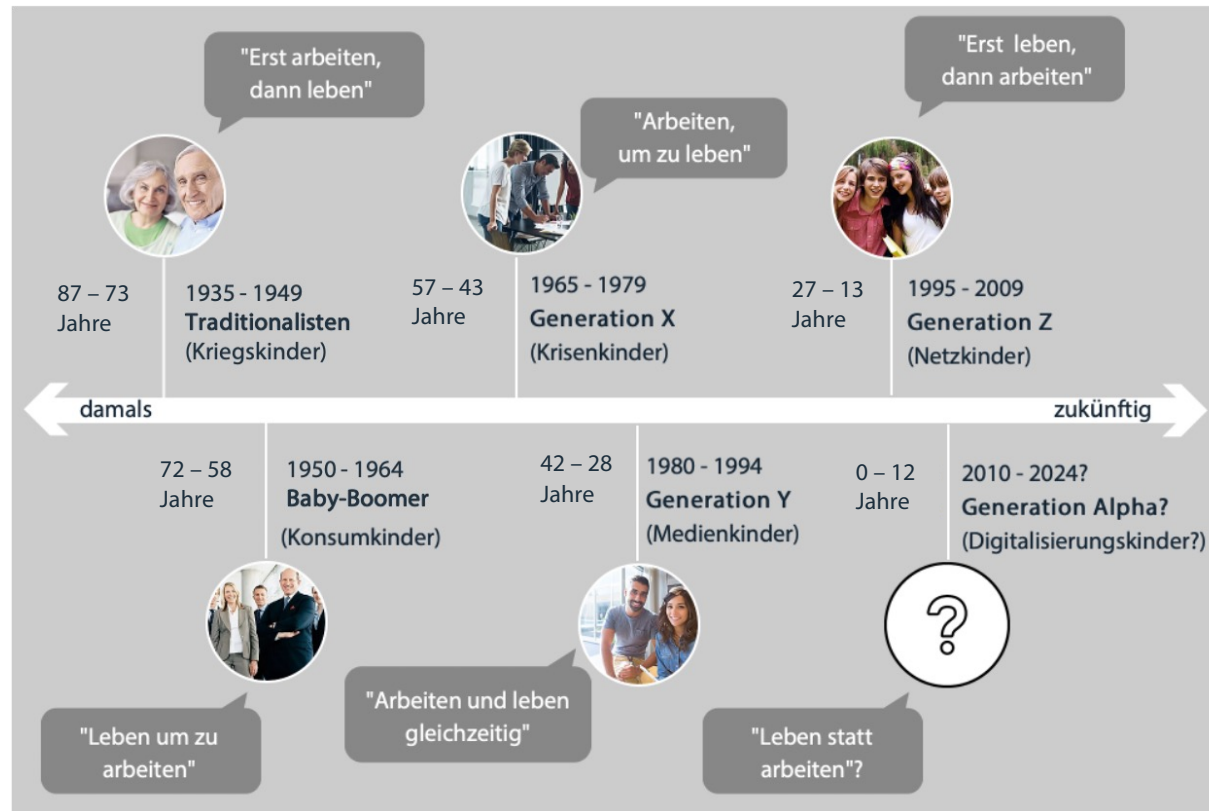 "Erst arbeiten,
dann leben"
"Arbeiten,
um zu leben"
"Erst leben,
dann arbeiten"
87 – 73
Jahre
1935 - 1949
Traditionalisten
(Kriegskinder)
57 – 43
Jahre
1965 - 1979
Generation X
(Krisenkinder)
27 – 13
Jahre
1995 - 2009
Generation Z
(Netzkinder)
damals
zukünftig
72 – 58
Jahre
1950 - 1964
Baby-Boomer
(Konsumkinder)
42 – 28
Jahre
1980 - 1994
Generation Y
(Medienkinder)
0 – 12
Jahre
2010 - 2024?
Generation Alpha?
(Digitalisierungskinder?)
?
"Leben um zu
arbeiten"
"Arbeiten und leben
gleichzeitig"
"Leben statt
arbeiten"?